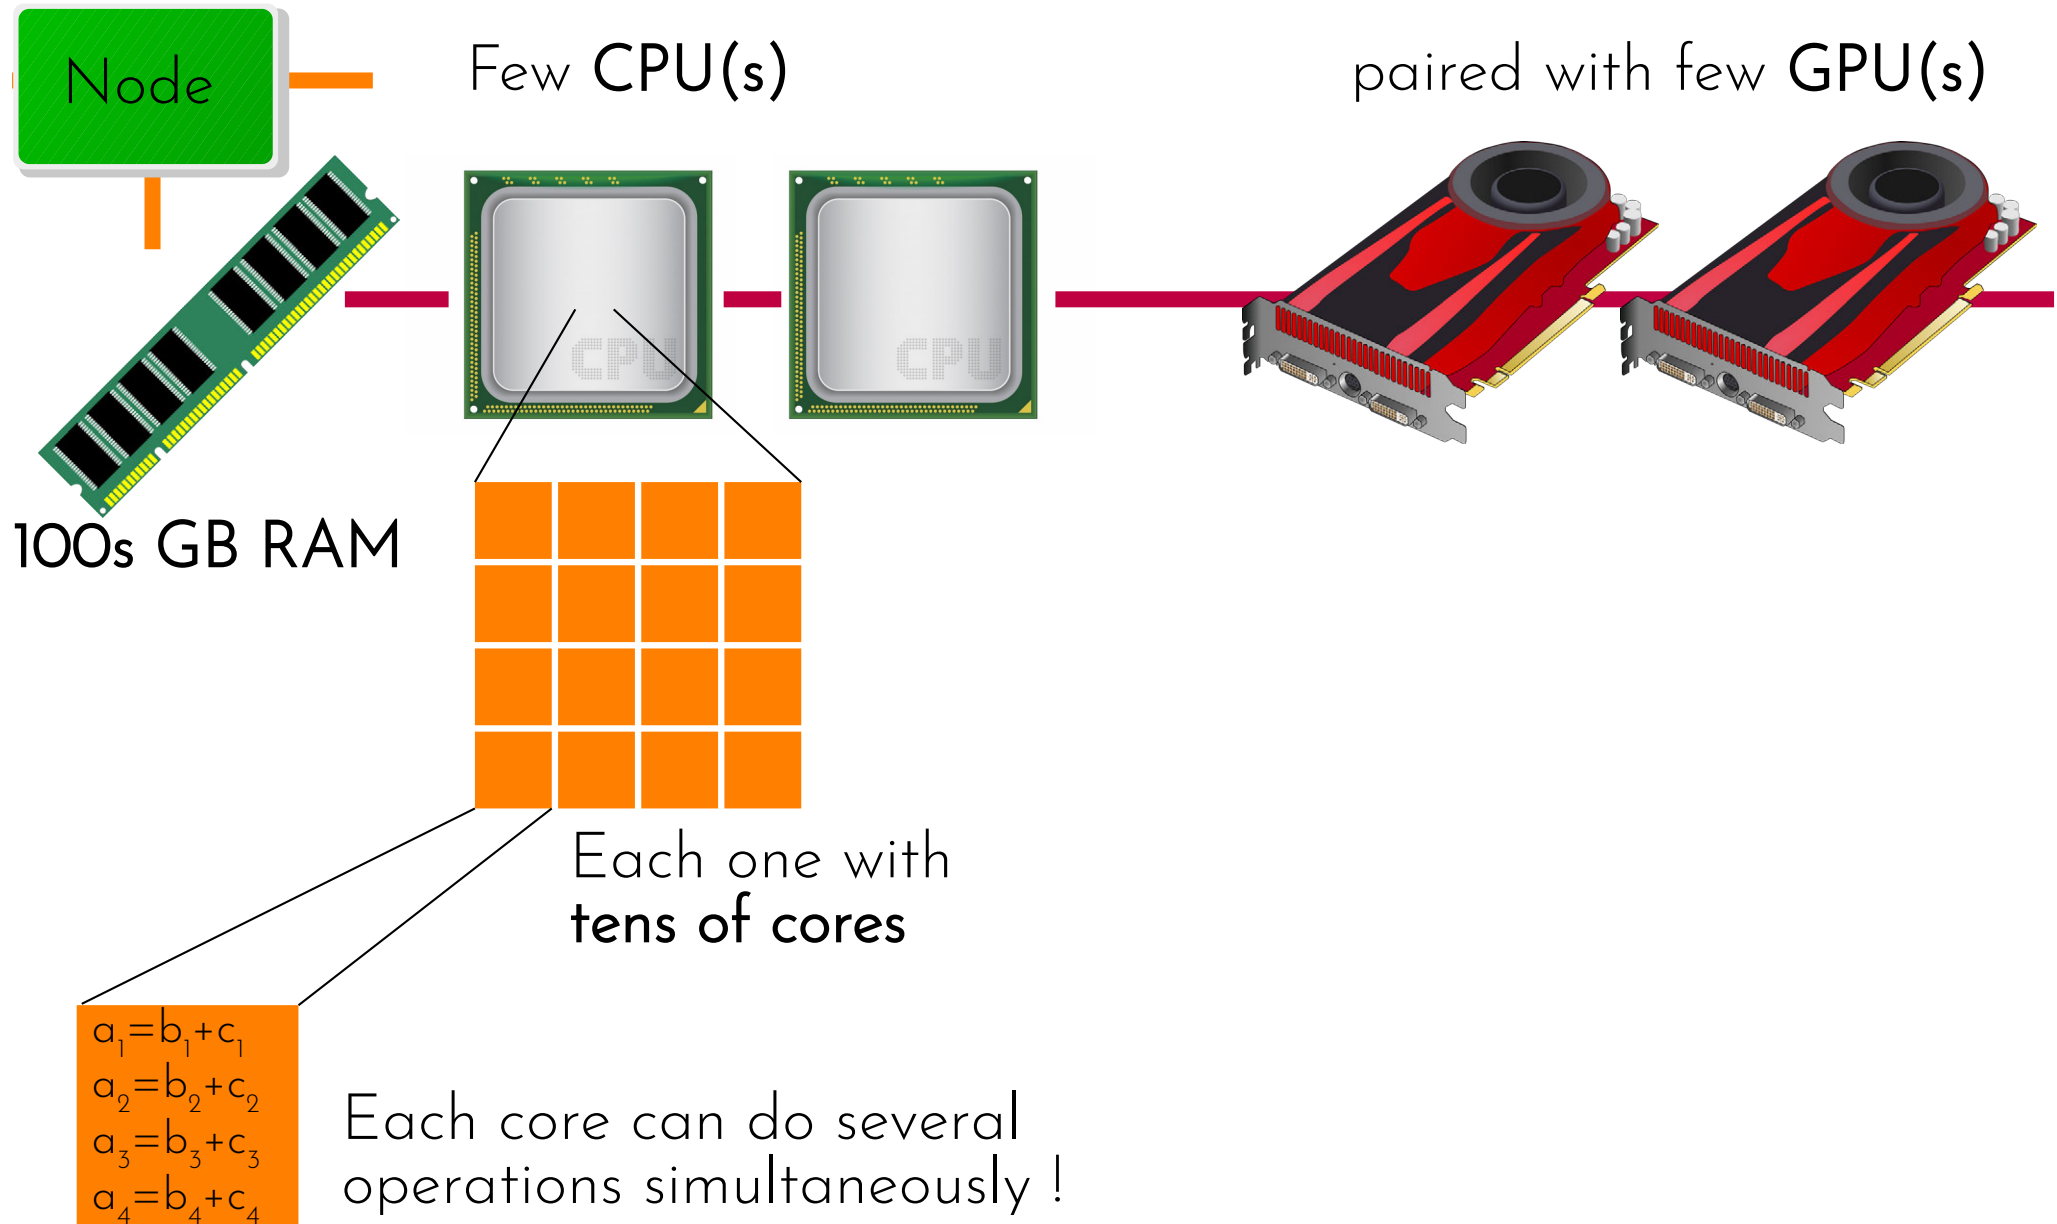 Node
Few CPU(s)
paired with few GPU(s)
CPU
CPU
100s GB RAM
Each one with
tens of cores
a₁=b₁+c₁
a₂=b₂+c₂
a₃=b₃+c₃
a₄=b₄+c₄
Each core can do several
operations simultaneously !